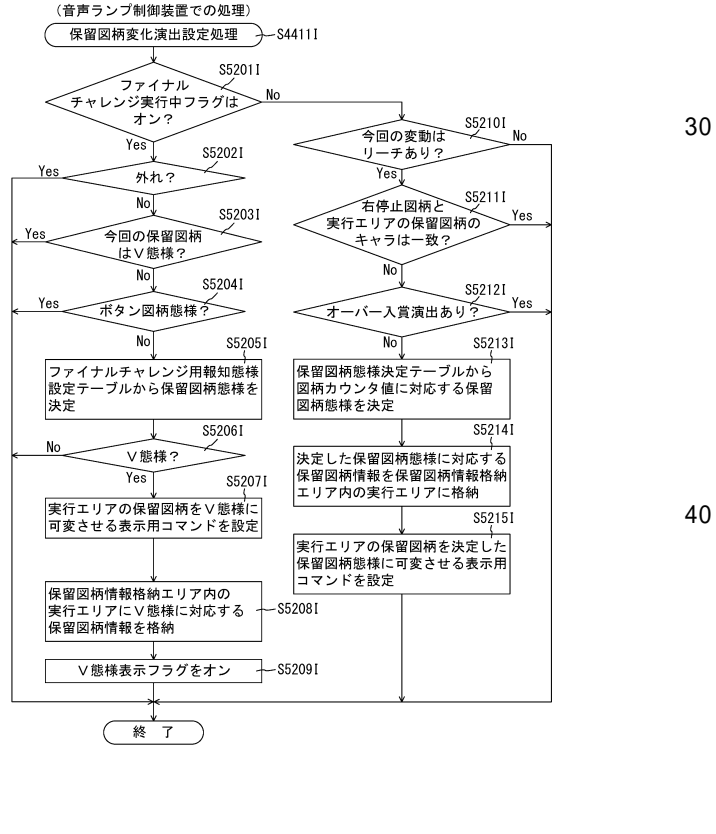 (音声ランプ制御装置での処理)
保留図柄変化演出設定処理
S4411I
S5201I
ファイナル
チャレンジ実行中フラグは
オン?
No
Yes
S5202I
外れ?
Yes
No
S5203I
今回の保留図柄
はV態様?
Yes
No
S5204I
ボタン図柄態様?
Yes
No
S5205I
ファイナルチャレンジ用報知態様
設定テーブルから保留図柄態様を
決定
S5206I
V態様?
No
Yes
S5207I
実行エリアの保留図柄をV態様に
可変させる表示用コマンドを設定
保留図柄情報格納エリア内の
実行エリアにV態様に対応する
保留図柄情報を格納
S5208I
V態様表示フラグをオン
S5209I
S5210I
今回の変動は
リーチあり?
No
Yes
S5211I
右停止図柄と
実行エリアの保留図柄の
キャラは一致?
Yes
No
S5212I
オーバー入賞演出あり?
Yes
No
S5213I
保留図柄態様決定テーブルから
図柄カウンタ値に対応する保留
図柄態様を決定
S5214I
決定した保留図柄態様に対応する
保留図柄情報を保留図柄情報格納
エリア内の実行エリアに格納
S5215I
実行エリアの保留図柄を決定した
保留図柄態様に可変させる表示用
コマンドを設定
終 了
30
40